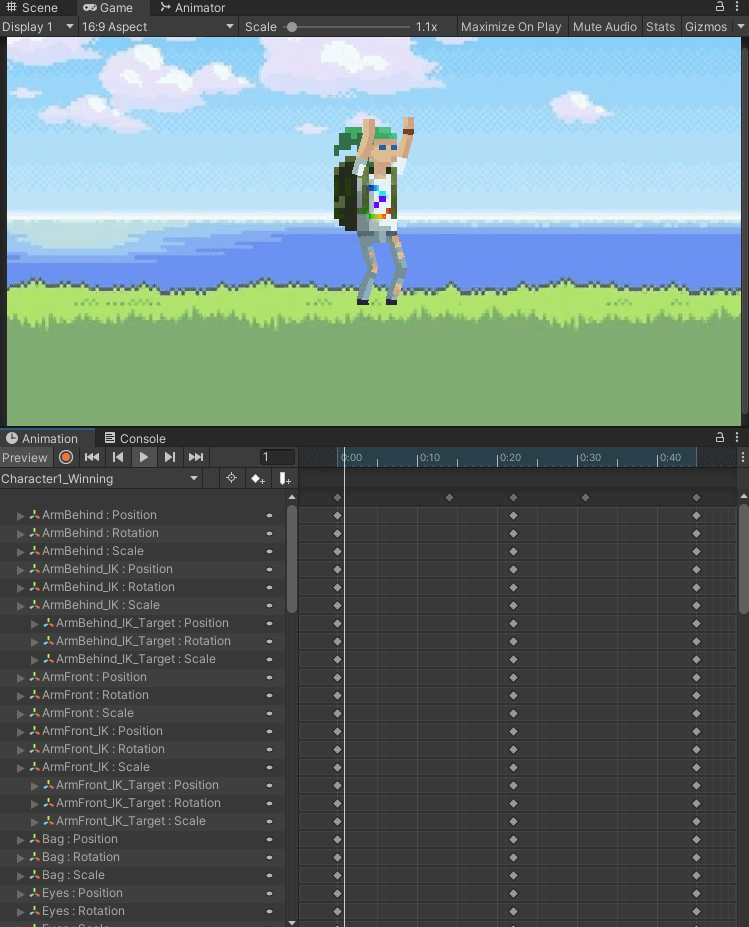 Scene Game Animator
Display 1 16:9 Aspect Scale 1.1x Maximize On Play Mute Audio Stats Gizmos
Animation Console
Preview 1 0:00 0:10 0:20 0:30 0:40
Character1_Winning
ArmBehind : Position
ArmBehind : Rotation
ArmBehind : Scale
ArmBehind_IK : Position
ArmBehind_IK : Rotation
ArmBehind_IK : Scale
ArmBehind_IK_Target : Position
ArmBehind_IK_Target : Rotation
ArmBehind_IK_Target : Scale
ArmFront : Position
ArmFront : Rotation
ArmFront : Scale
ArmFront_IK : Position
ArmFront_IK : Rotation
ArmFront_IK : Scale
ArmFront_IK_Target : Position
ArmFront_IK_Target : Rotation
ArmFront_IK_Target : Scale
Bag : Position
Bag : Rotation
Bag : Scale
Eyes : Position
Eyes : Rotation